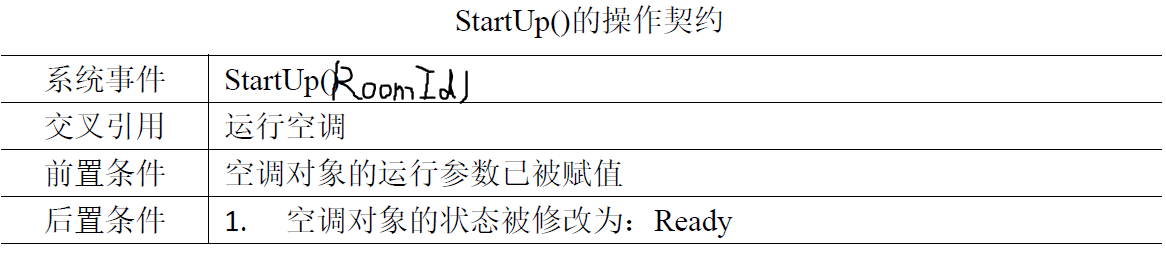 StartUp()的操作契约
系统事件 StartUp(RoomId)
交叉引用 运行空调
前置条件 空调对象的运行参数已被赋值
后置条件 1. 空调对象的状态被修改为：Ready